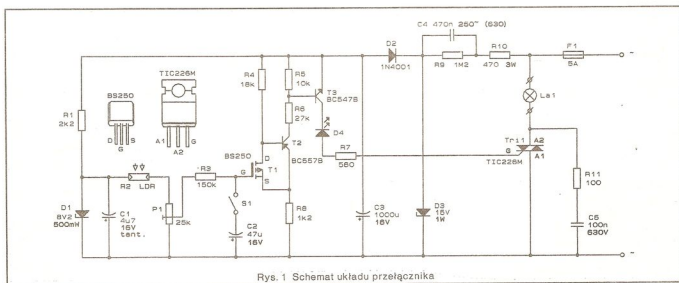 C4 470n 250~ (630)
D2
1N4001
R9 1M2
R10
470 3W
F1
5A
~
R1
2k2
BS250
D G S
TIC226M
A1 A2 G
R4
18k
R5
10k
R6
27k
T3
BC547B
D4
La1
T2
BC557B
R7
560
Tri1
G
A2
A1
TIC226M
BS250
D
G
T1
S
R3
150k
R2 LDR
P1
25k
S1
R8
1k2
C2
47u
16V
C3
1000u
16V
D3
15V
1W
R11
100
C5
100n
630V
D1
8V2
500mW
C1
4u7
16V
tant.
~
Rys. 1 Schemat układu przełącznika